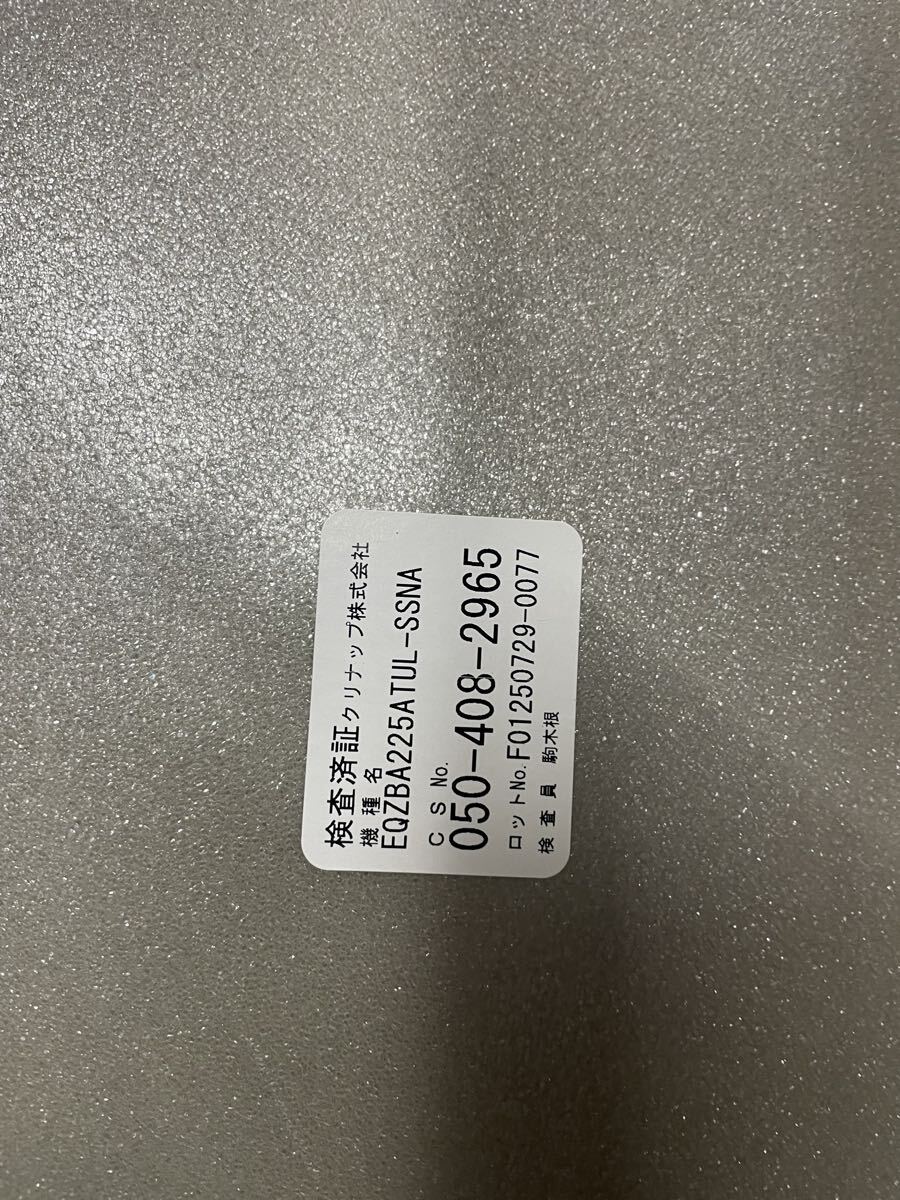 検査済証 クリナップ株式会社
機種名
EQZBA225ATUL-SSNA
CS No.
050-408-2965
ロットNo. F01250729-0077
検査員 駒木根